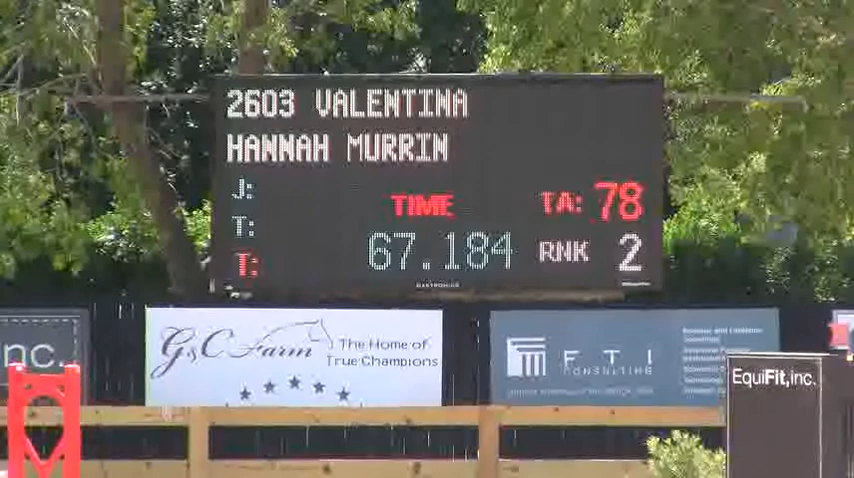 2603 VALENTINA
HANNAH MURRIN
J:
TIME
TA: 78
T:
67.184
RNK 2
T:
nc.
G&C Farm
The Home of
True Champions
FTI
CONSULTING
EquiFit,inc.